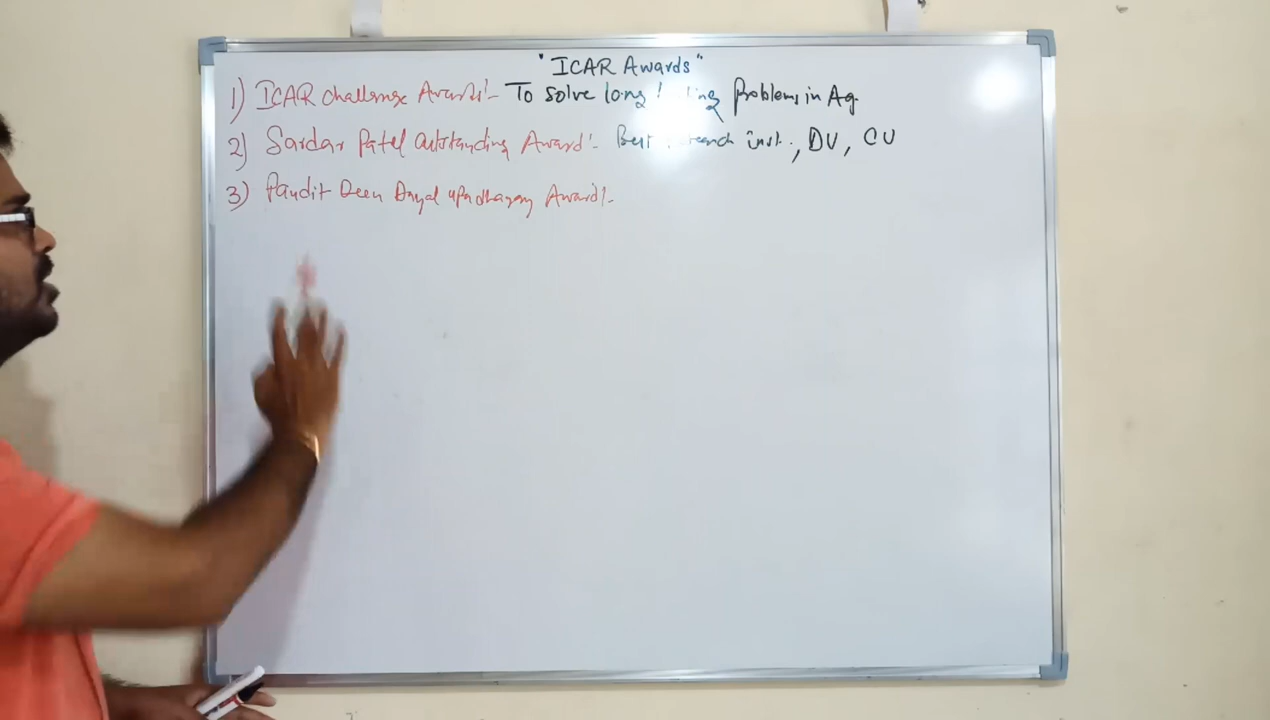 "ICAR Awards"
1) ICAR challenge Award:- To solve long problems in Ag.
2) Sardar Patel outstanding Award:- Best inst., DU, CU
3) Pandit Deen Dayal upadhayay Award:-